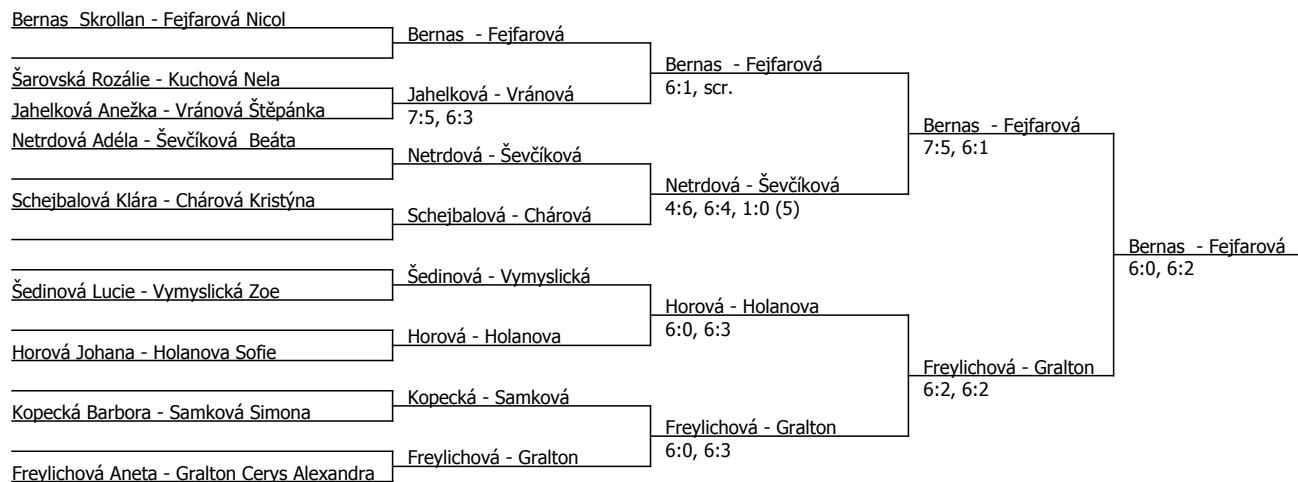 Bernas  Skrollan - Fejfarová Nicol
Šarovská Rozálie - Kuchová Nela
Jahelková Anežka - Vránová Štěpánka
Netrdová Adéla - Ševčíková  Beáta
Schejbalová Klára - Chárová Kristýna
Šedinová Lucie - Vymyslická Zoe
Horová Johana - Holanova Sofie
Kopecká Barbora - Samková Simona
Freylichová Aneta - Gralton Cerys Alexandra
Bernas  - Fejfarová
Jahelková - Vránová
7:5, 6:3
Netrdová - Ševčíková
Schejbalová - Chárová
Šedinová - Vymyslická
Horová - Holanova
Kopecká - Samková
Freylichová - Gralton
Bernas  - Fejfarová
6:1, scr.
Netrdová - Ševčíková
4:6, 6:4, 1:0 (5)
Horová - Holanova
6:0, 6:3
Freylichová - Gralton
6:0, 6:3
Bernas  - Fejfarová
7:5, 6:1
Freylichová - Gralton
6:2, 6:2
Bernas  - Fejfarová
6:0, 6:2